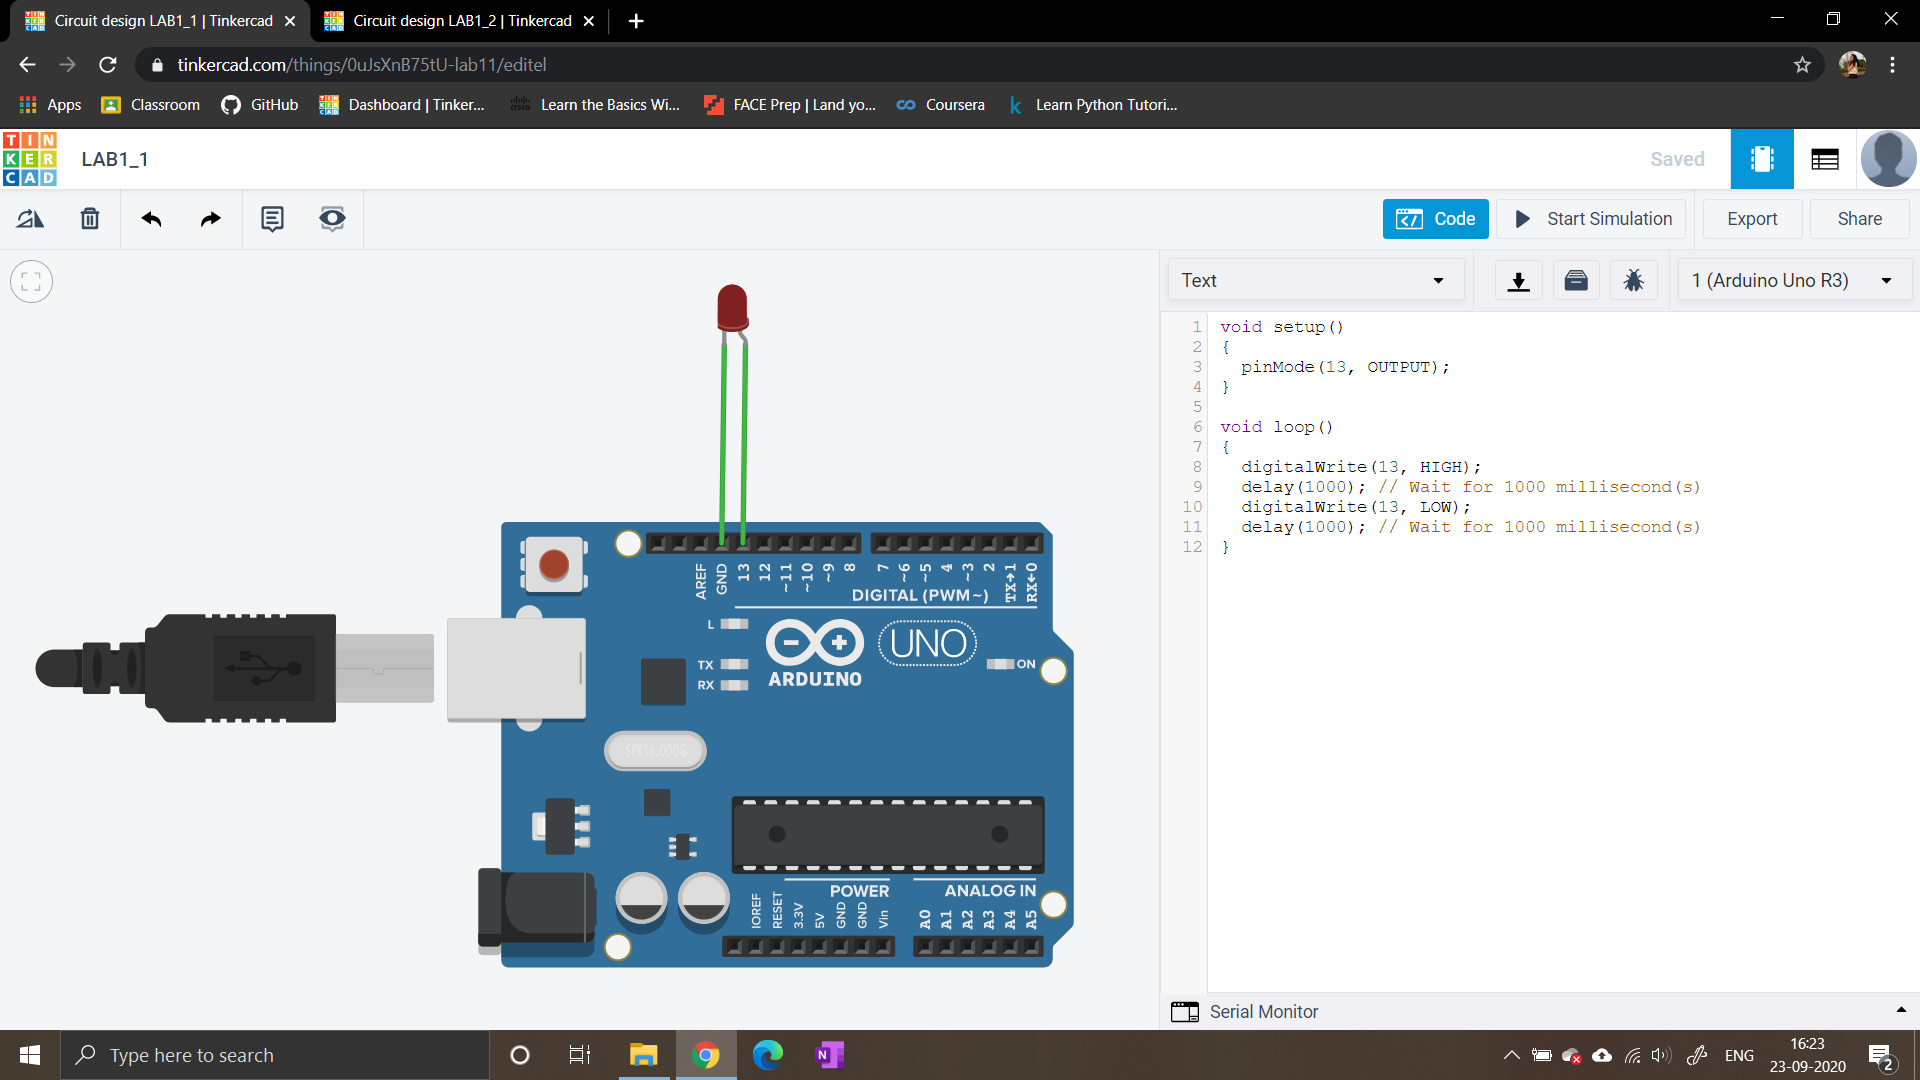 Circuit design LAB1_1 | Tinkercad
Circuit design LAB1_2 | Tinkercad
tinkercad.com/things/0uJsXnB75tU-lab11/editel
Apps Classroom GitHub Dashboard | Tinker... Learn the Basics Wi... FACE Prep | Land yo... Coursera Learn Python Tutori...
TIN
KER
CAD
LAB1_1
Saved
Code Start Simulation Export Share
Text
1 (Arduino Uno R3)
1 void setup()
2 {
3 pinMode(13, OUTPUT);
4 }
5
6 void loop()
7 {
8 digitalWrite(13, HIGH);
9 delay(1000); // Wait for 1000 millisecond(s)
10 digitalWrite(13, LOW);
11 delay(1000); // Wait for 1000 millisecond(s)
12 }
AREF GND 13 12 ~11 ~10 ~9 8 7 ~6 ~5 4 ~3 2 TX→1 RX←0
DIGITAL (PWM~)
L
UNO
TX
ON
RX
ARDUINO
SPK16.000G
POWER ANALOG IN
IOREF RESET 3.3V 5V GND GND Vin A0 A1 A2 A3 A4 A5
Serial Monitor
Type here to search
ENG
16:23
23-09-2020
2